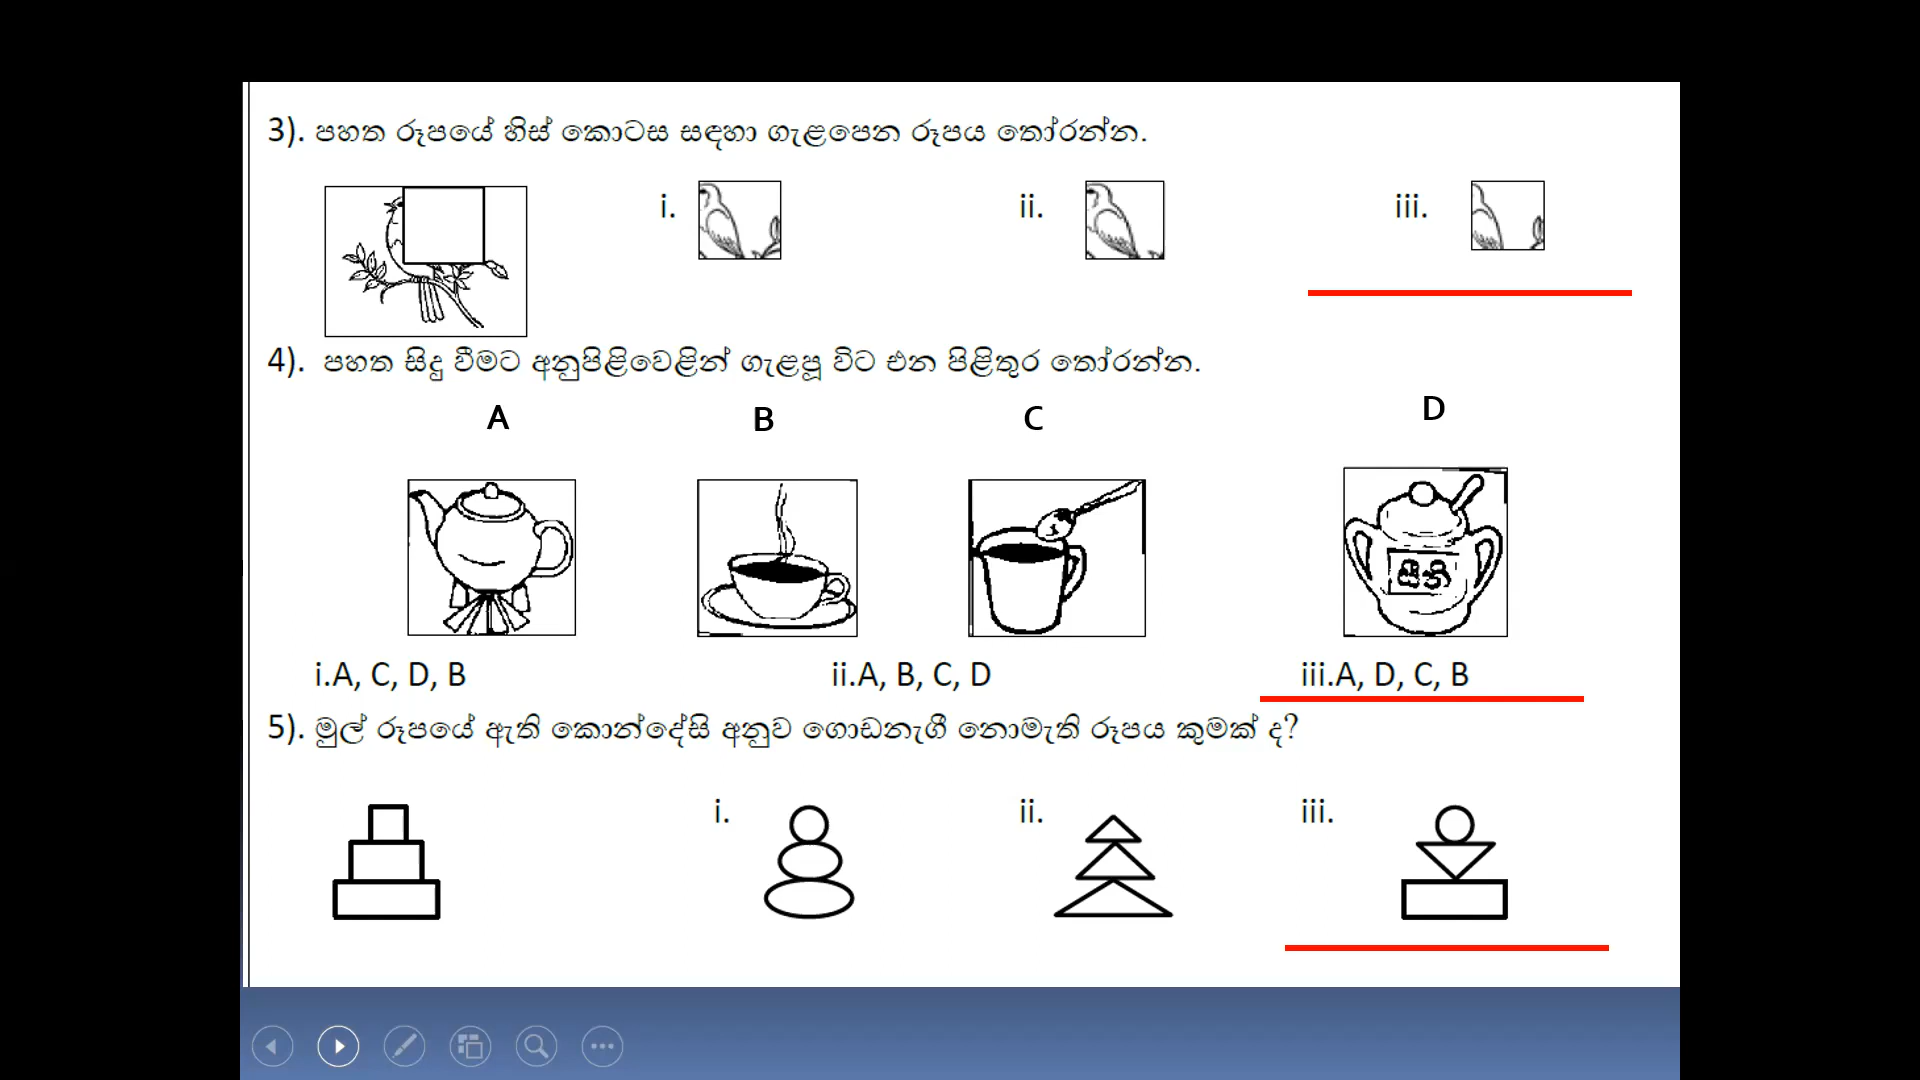 3). පහත රූපයේ හිස් කොටස සඳහා ගැළපෙන රූපය තෝරන්න.
i. ii. iii.
4). පහත සිදු වීමට අනුපිළිවෙළින් ගැළපූ විට එන පිළිතුර තෝරන්න.
A B C D
සීනි
i.A, C, D, B ii.A, B, C, D iii.A, D, C, B
5). මුල් රූපයේ ඇති කොන්දේසි අනුව ගොඩනැගී නොමැති රූපය කුමක් ද?
i. ii. iii.